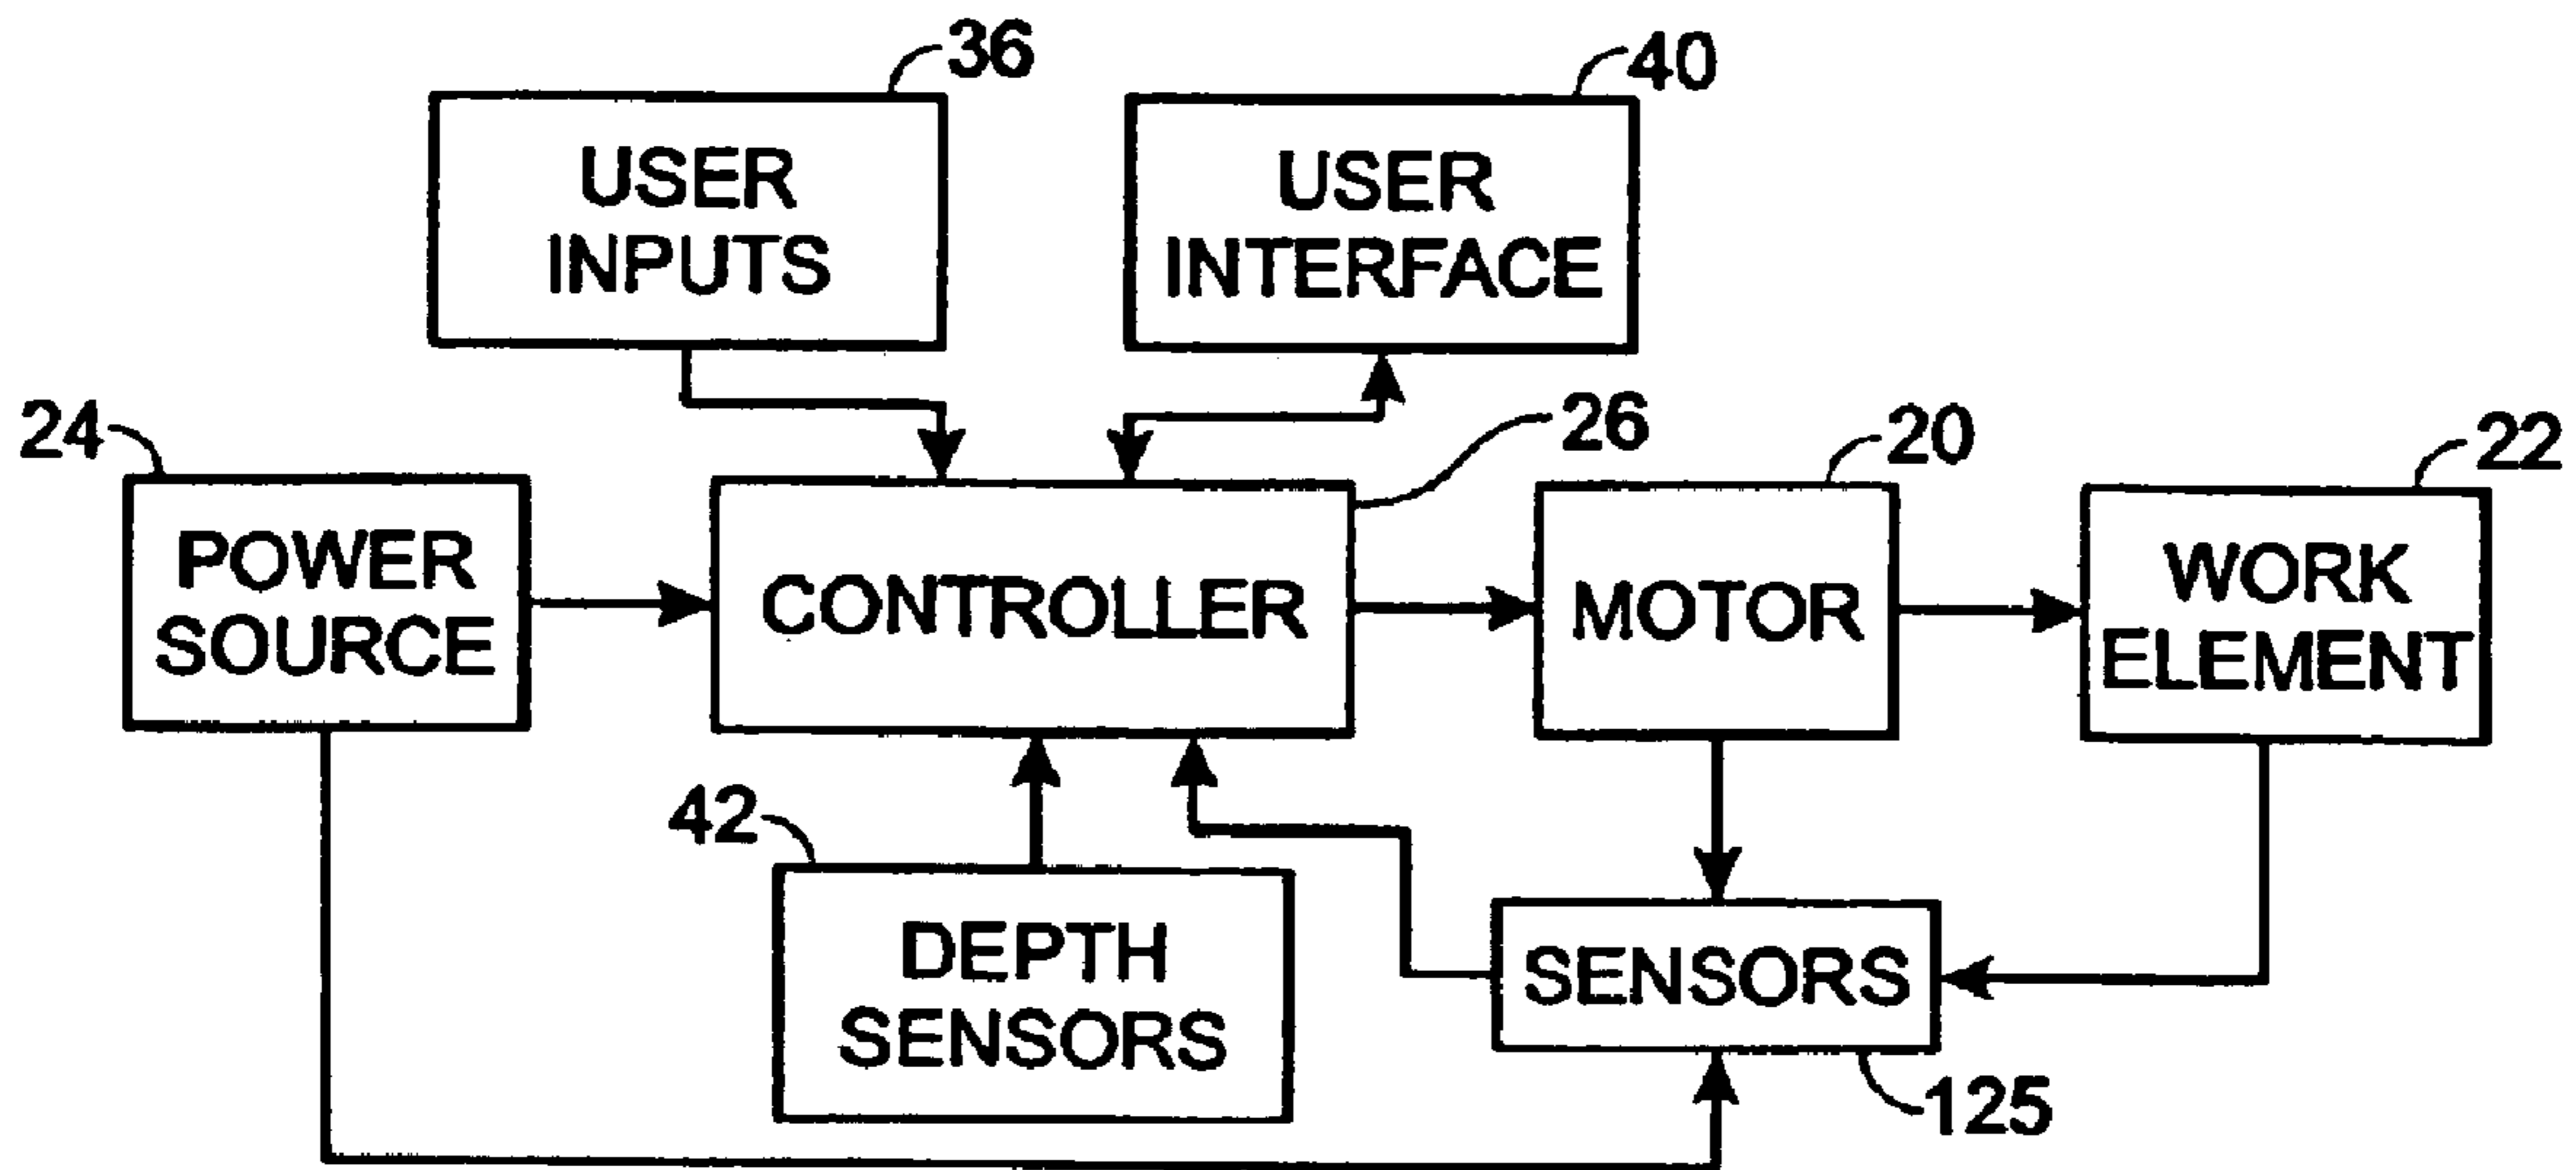 36
USER
INPUTS
40
USER
INTERFACE
24
POWER
SOURCE
26
CONTROLLER
20
MOTOR
22
WORK
ELEMENT
42
DEPTH
SENSORS
SENSORS
125